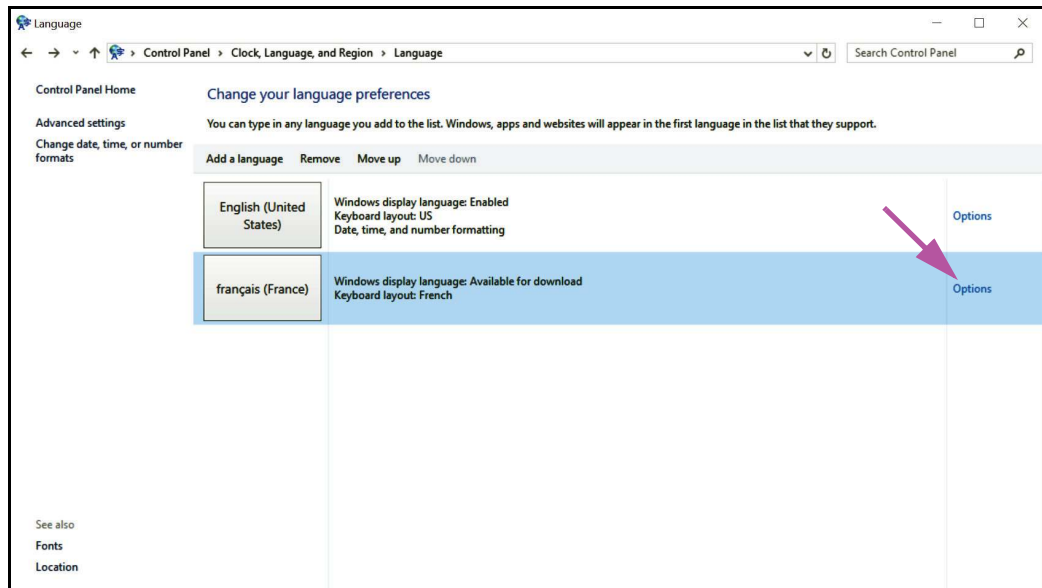 Language
Control Panel > Clock, Language, and Region > Language
Search Control Panel
Control Panel Home
Advanced settings
Change date, time, or number
formats
Change your language preferences
You can type in any language you add to the list. Windows, apps and websites will appear in the first language in the list that they support.
Add a language Remove Move up Move down
English (United
States)
Windows display language: Enabled
Keyboard layout: US
Date, time, and number formatting
Options
français (France)
Windows display language: Available for download
Keyboard layout: French
Options
See also
Fonts
Location